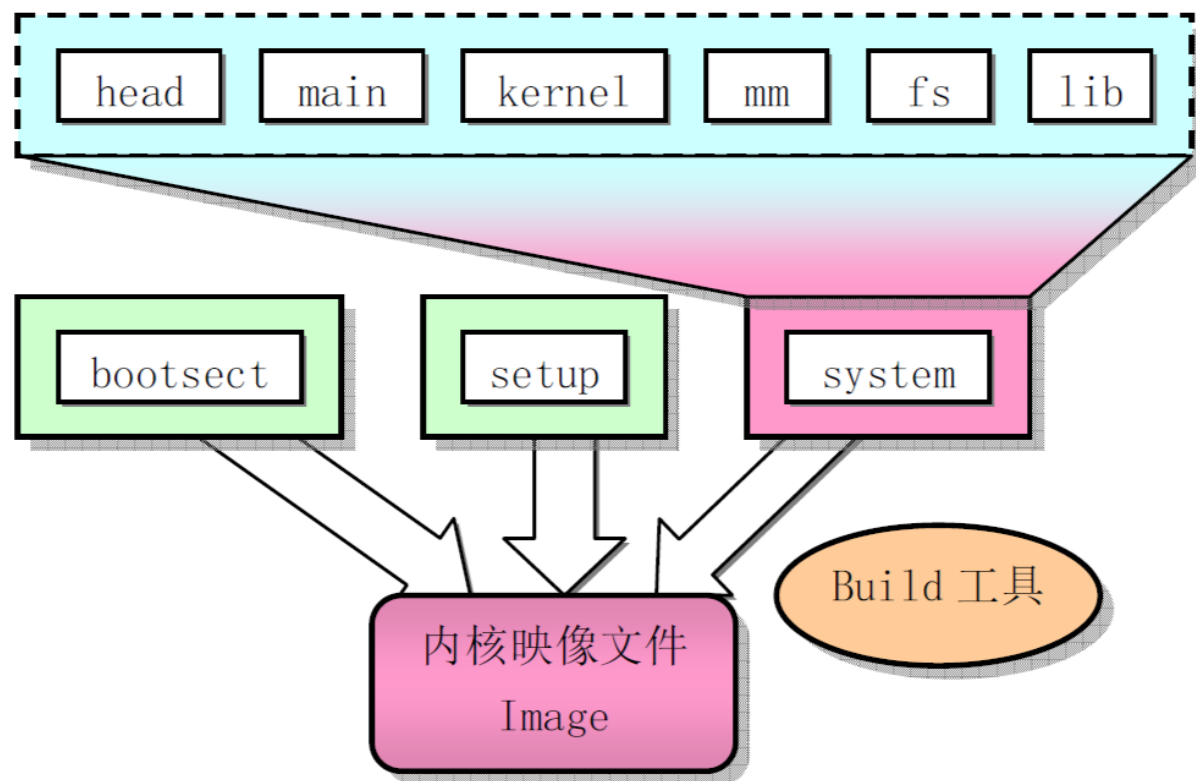 head main kernel mm fs lib
bootsect setup system
Build 工具
内核映像文件
Image